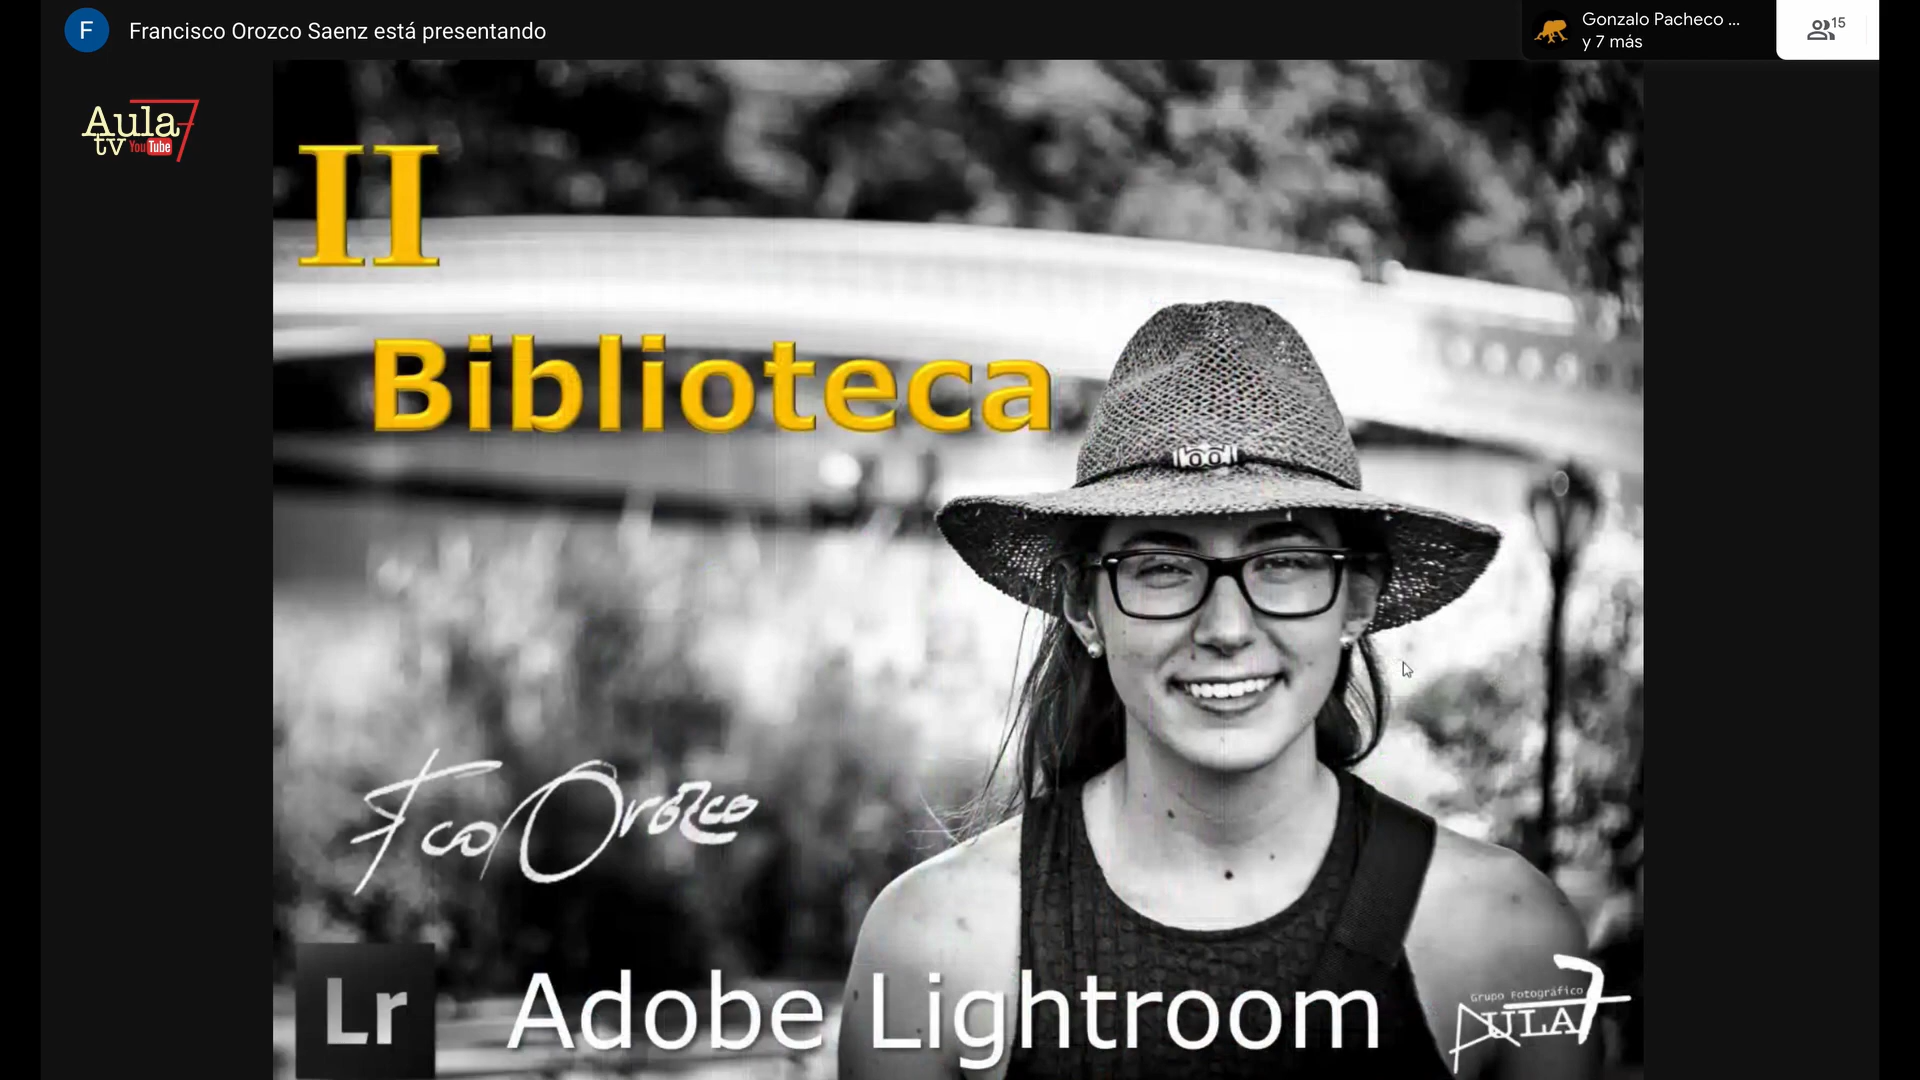 F
Francisco Orozco Saenz está presentando
Gonzalo Pacheco ...
y 7 más
15
Aula 7
tv YouTube
II
Biblioteca
Fco Orozco
Lr
Adobe Lightroom
Grupo Fotográfico
AULA 7